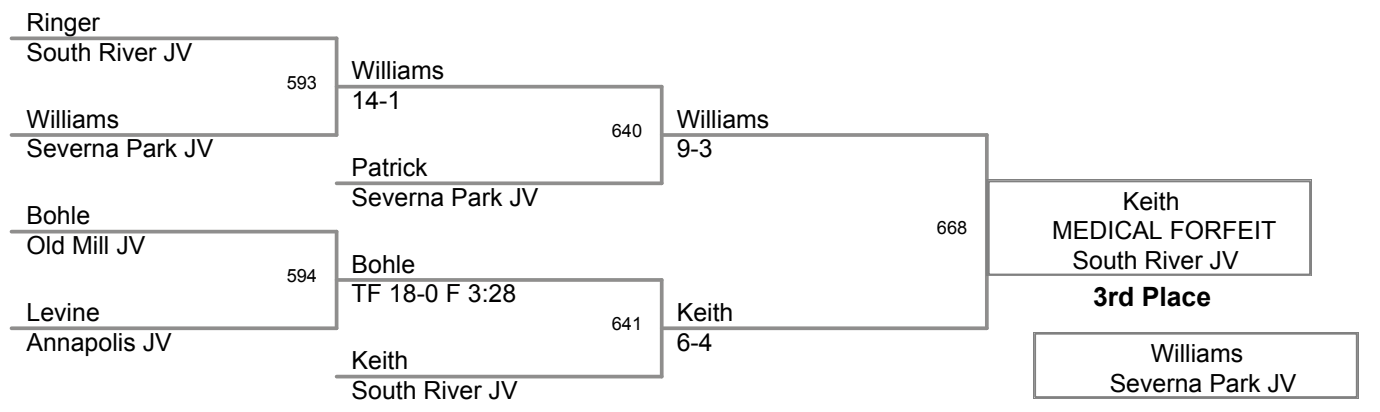 Ringer
South River JV
593
Williams
14-1
Williams
Severna Park JV
640
Williams
9-3
Patrick
Severna Park JV
Bohle
Old Mill JV
668
Keith
MEDICAL FORFEIT
South River JV
594
Bohle
TF 18-0 F 3:28
3rd Place
Levine
Annapolis JV
641
Keith
6-4
Keith
South River JV
Williams
Severna Park JV